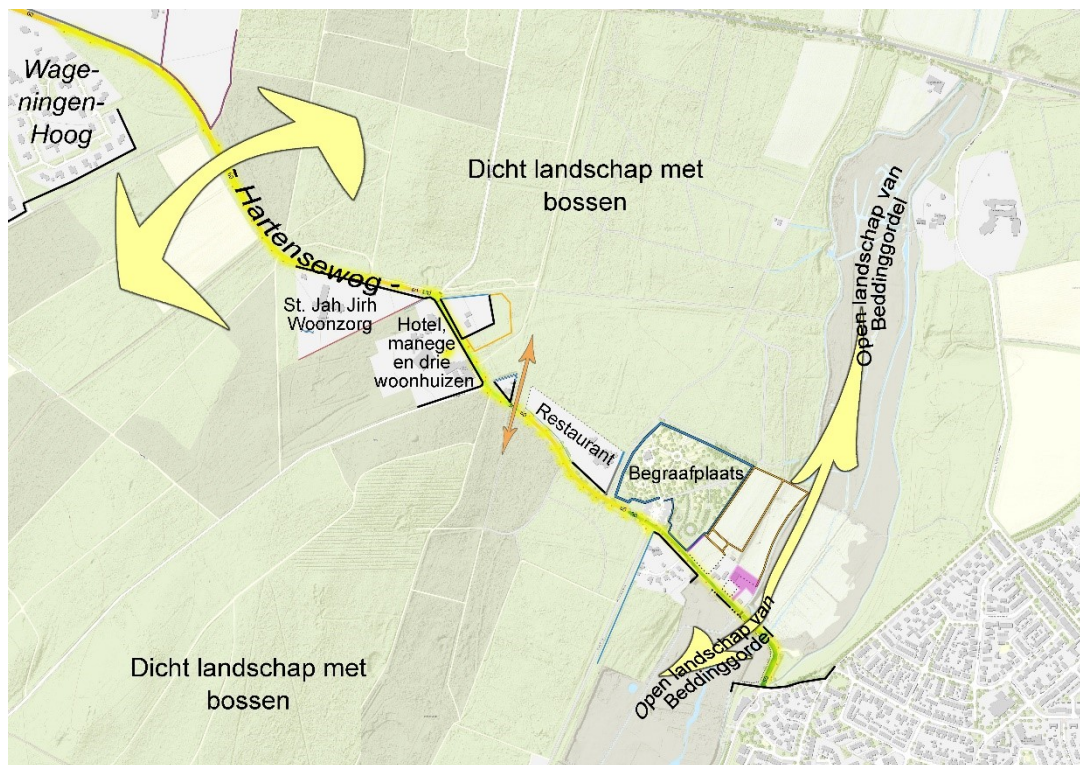 Wage-
ningen-
Hoog
Dicht landschap met
bossen
- Hartenseweg -
St. Jah Jirh
Woonzorg
Hotel,
manege
en drie
woonhuizen
Restaurant
Begraafplaats
Open landschap van
Beddinggordel
Open landschap van
Beddinggordel
Dicht landschap met
bossen